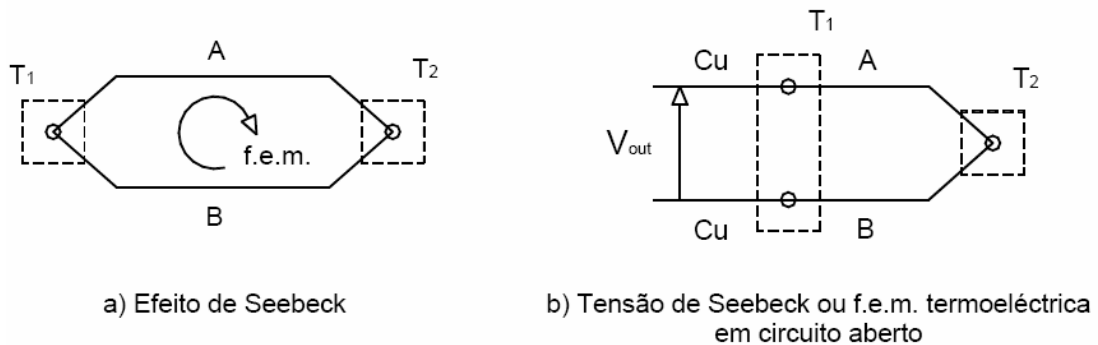 A
T1
T2
f.e.m.
B
a) Efeito de Seebeck
T1
Cu
A
T2
Vout
Cu
B
b) Tensão de Seebeck ou f.e.m. termoeléctrica
em circuito aberto